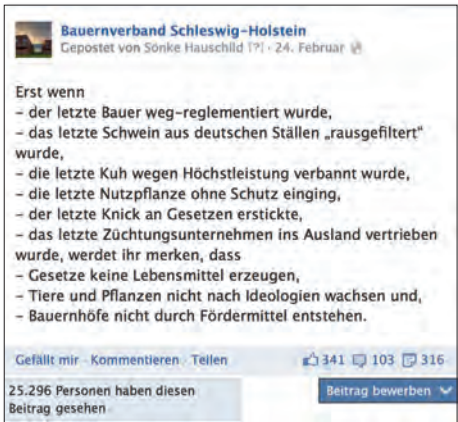 Bauernverband Schleswig-Holstein
Gepostet von Sönke Hauschild [?] · 24. Februar
Erst wenn
– der letzte Bauer weg-reglementiert wurde,
– das letzte Schwein aus deutschen Ställen „rausgefiltert“
wurde,
– die letzte Kuh wegen Höchstleistung verbannt wurde,
– die letzte Nutzpflanze ohne Schutz einging,
– der letzte Knick an Gesetzen erstickte,
– das letzte Züchtungsunternehmen ins Ausland vertrieben
wurde, werdet ihr merken, dass
– Gesetze keine Lebensmittel erzeugen,
– Tiere und Pflanzen nicht nach Ideologien wachsen und,
– Bauernhöfe nicht durch Fördermittel entstehen.
Gefällt mir · Kommentieren · Teilen 341 103 316
25.296 Personen haben diesen
Beitrag gesehen
Beitrag bewerben